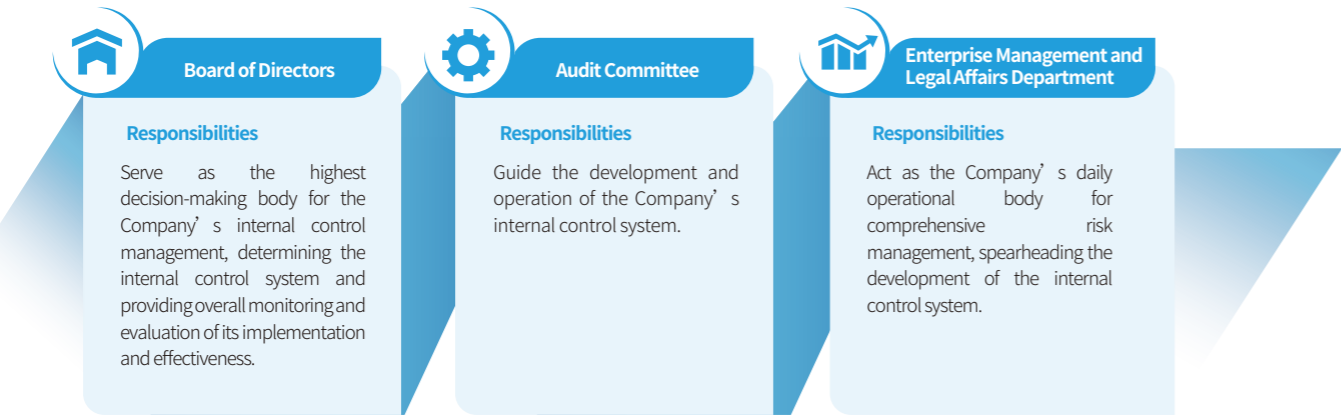 Board of Directors
Responsibilities
Serve as the highest
decision-making body for the
Company’s internal control
management, determining the
internal control system and
providing overall monitoring and
evaluation of its implementation
and effectiveness.
Audit Committee
Responsibilities
Guide the development and
operation of the Company’s
internal control system.
Enterprise Management and
Legal Affairs Department
Responsibilities
Act as the Company’s daily
operational body for
comprehensive risk
management, spearheading the
development of the internal
control system.